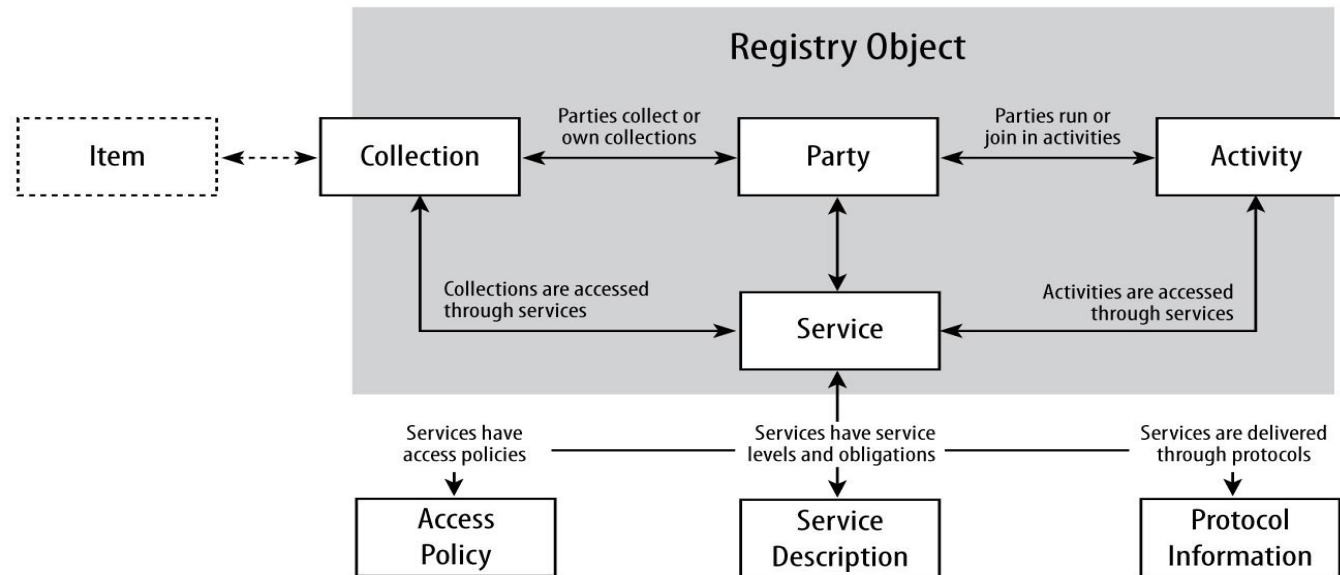 Registry Object
Parties collect or
own collections
Parties run or
join in activities
Item
Collection
Party
Activity
Collections are accessed
through services
Service
Activities are accessed
through services
Services have
access policies
Services have service
levels and obligations
Services are delivered
through protocols
Access
Policy
Service
Description
Protocol
Information